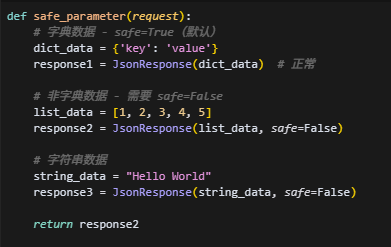 def safe_parameter(request):
    # 字典数据 - safe=True（默认）
    dict_data = {'key': 'value'}
    response1 = JsonResponse(dict_data)  # 正常

    # 非字典数据 - 需要 safe=False
    list_data = [1, 2, 3, 4, 5]
    response2 = JsonResponse(list_data, safe=False)

    # 字符串数据
    string_data = "Hello World"
    response3 = JsonResponse(string_data, safe=False)

    return response2